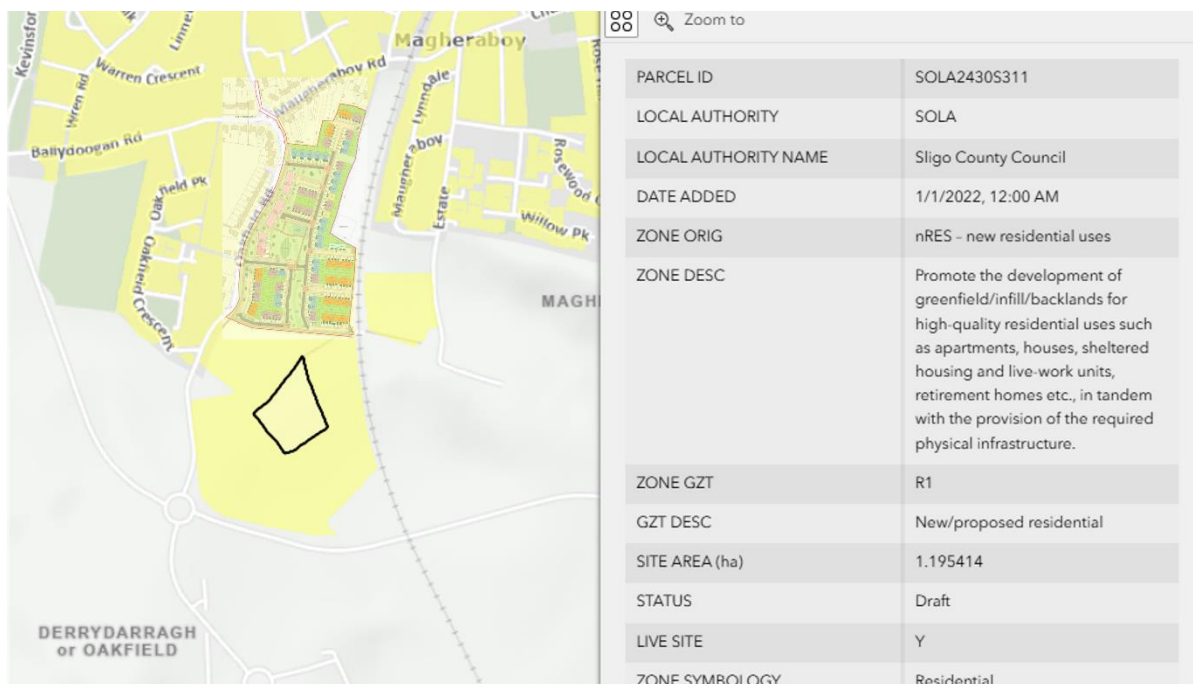 Kevinsfor
Linne
Magheraboy
Warren Crescent
Maugheraboy Rd
Wren Rd
Lynndale
Ballydoogan Rd
Maugheraboy
Estate
Rosewood
Oakfield Pk
Oakfield Rd
Willow Pk
Oakfield Crescent
MAGH
DERRYDARRAGH
or OAKFIELD
Zoom to
PARCEL ID SOLA2430S311
LOCAL AUTHORITY SOLA
LOCAL AUTHORITY NAME Sligo County Council
DATE ADDED 1/1/2022, 12:00 AM
ZONE ORIG nRES – new residential uses
ZONE DESC Promote the development of
greenfield/infill/backlands for
high-quality residential uses such
as apartments, houses, sheltered
housing and live-work units,
retirement homes etc., in tandem
with the provision of the required
physical infrastructure.
ZONE GZT R1
GZT DESC New/proposed residential
SITE AREA (ha) 1.195414
STATUS Draft
LIVE SITE Y
ZONE SYMBOLOGY Residential